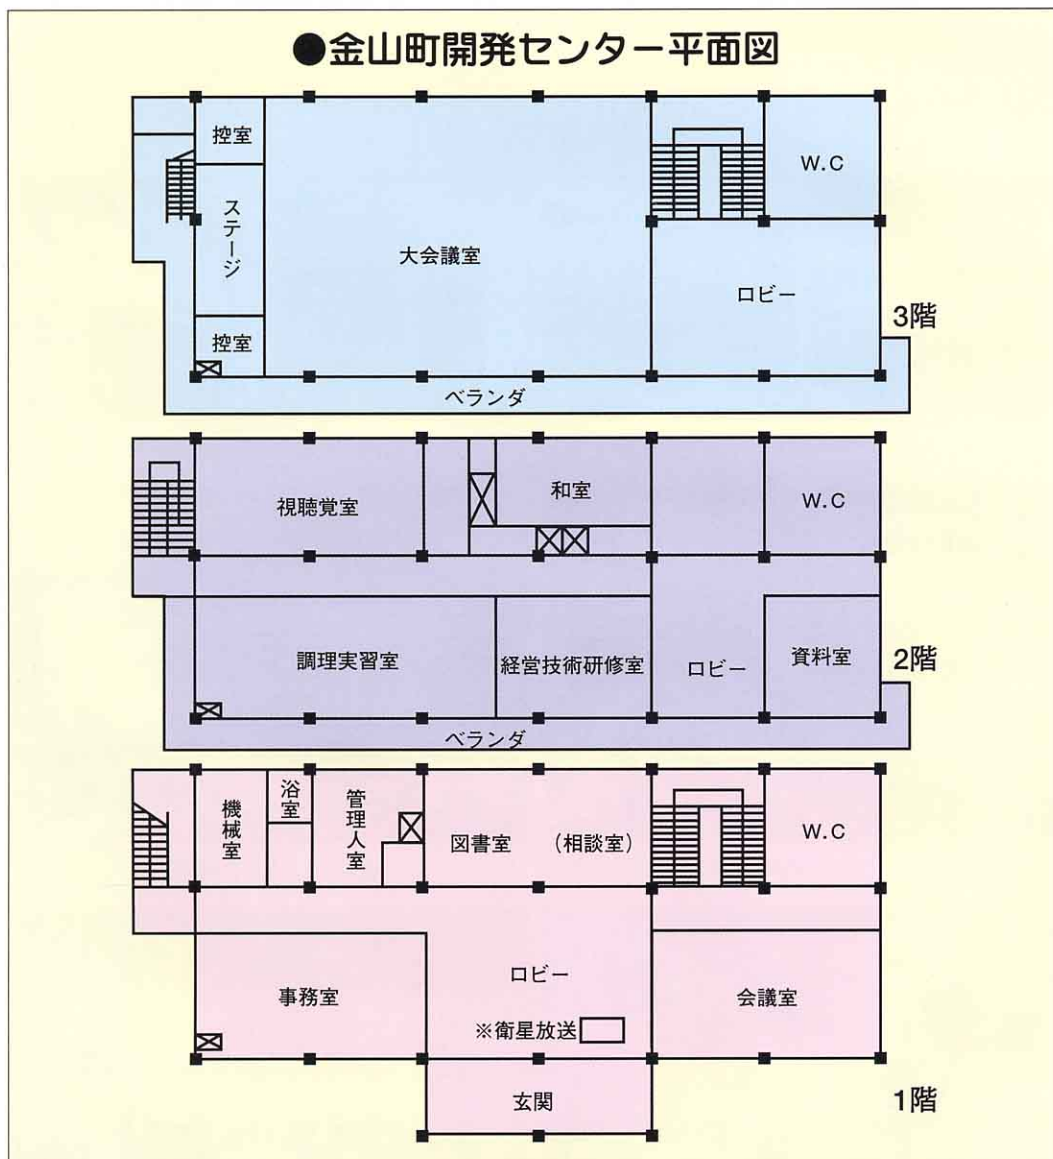 ●金山町開発センター平面図
控室
W.C
ステージ
大会議室
ロビー
3階
控室
ベランダ
視聴覚室
和室
W.C
調理実習室
経営技術研修室
ロビー
資料室
2階
ベランダ
機械室
浴室
管理人室
図書室 (相談室)
W.C
事務室
ロビー
会議室
※衛星放送
玄関
1階